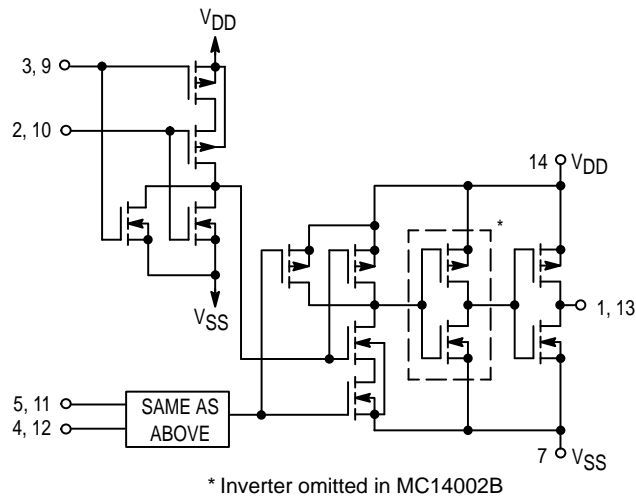 VDD
3, 9
2, 10
VSS
14
VDD
*
1, 13
5, 11
4, 12
SAME AS
ABOVE
7
VSS
* Inverter omitted in MC14002B